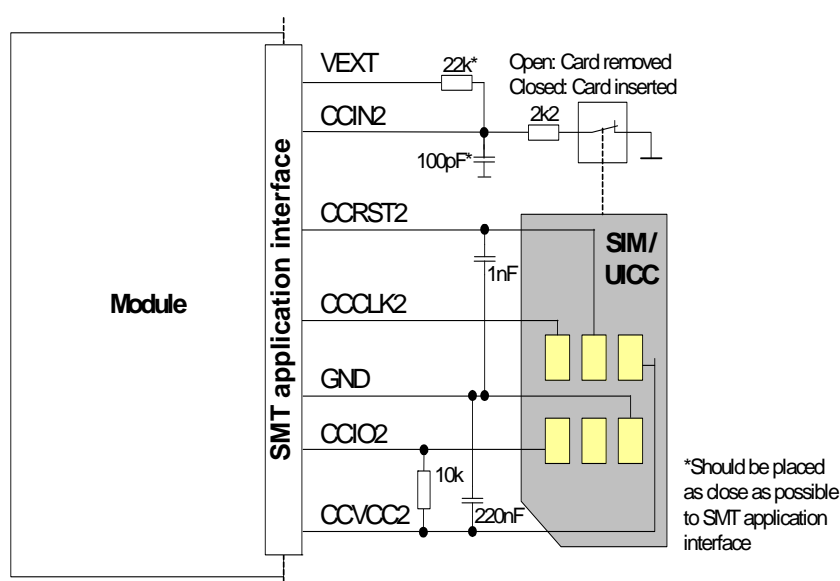 VEXT
22k*
Open: Card removed
Closed: Card inserted
CCIN2
2k2
100pF*
SMT application interface
CCRST2
SIM/
UICC
1nF
Module
CCCLK2
GND
CCIO2
10k
*Should be placed
as close as possible
to SMT application
interface
CCVCC2
220nF